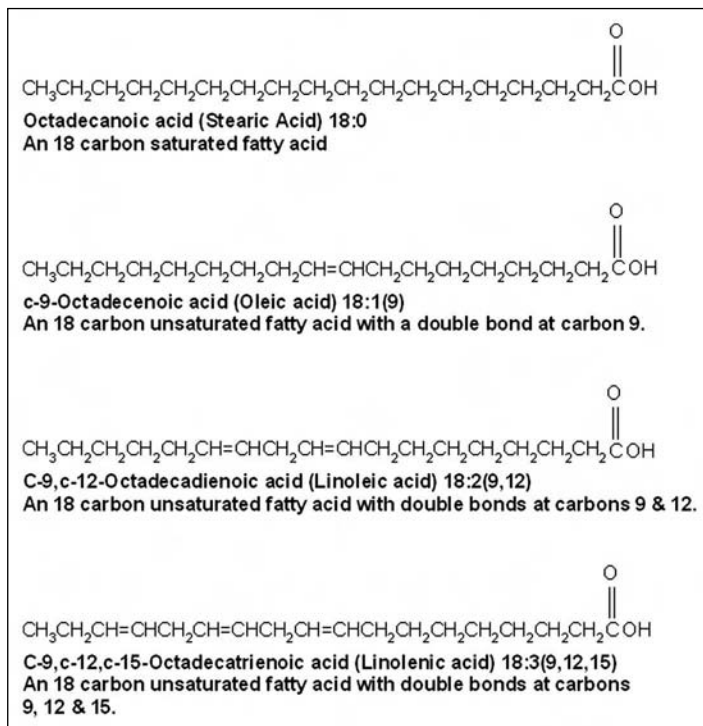 O
CH₃CH₂CH₂CH₂CH₂CH₂CH₂CH₂CH₂CH₂CH₂CH₂CH₂CH₂CH₂CH₂CH₂COH
Octadecanoic acid (Stearic Acid) 18:0
An 18 carbon saturated fatty acid
O
CH₃CH₂CH₂CH₂CH₂CH₂CH₂CH₂CH=CHCH₂CH₂CH₂CH₂CH₂CH₂CH₂COH
c-9-Octadecenoic acid (Oleic acid) 18:1(9)
An 18 carbon unsaturated fatty acid with a double bond at carbon 9.
O
CH₃CH₂CH₂CH₂CH₂CH=CHCH₂CH=CHCH₂CH₂CH₂CH₂CH₂CH₂CH₂COH
C-9,c-12-Octadecadienoic acid (Linoleic acid) 18:2(9,12)
An 18 carbon unsaturated fatty acid with double bonds at carbons 9 & 12.
O
CH₃CH₂CH=CHCH₂CH=CHCH₂CH=CHCH₂CH₂CH₂CH₂CH₂CH₂CH₂COH
C-9,c-12,c-15-Octadecatrienoic acid (Linolenic acid) 18:3(9,12,15)
An 18 carbon unsaturated fatty acid with double bonds at carbons
9, 12 & 15.